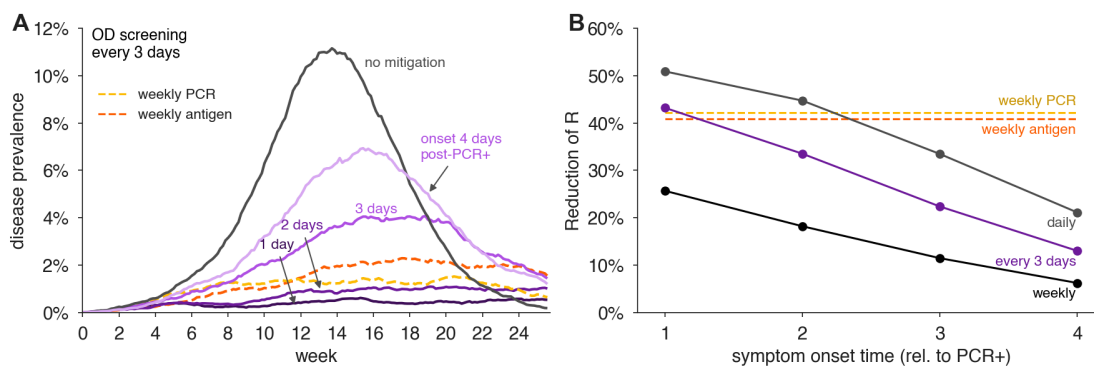 A
OD screening
every 3 days
weekly PCR
weekly antigen
no mitigation
onset 4 days
post-PCR+
3 days
2 days
1 day
12%
10%
8%
6%
4%
2%
0%
disease prevalence
0 2 4 6 8 10 12 14 16 18 20 22 24
week
B
60%
50%
40%
30%
20%
10%
0%
Reduction of R
weekly PCR
weekly antigen
daily
every 3 days
weekly
1 2 3 4
symptom onset time (rel. to PCR+)